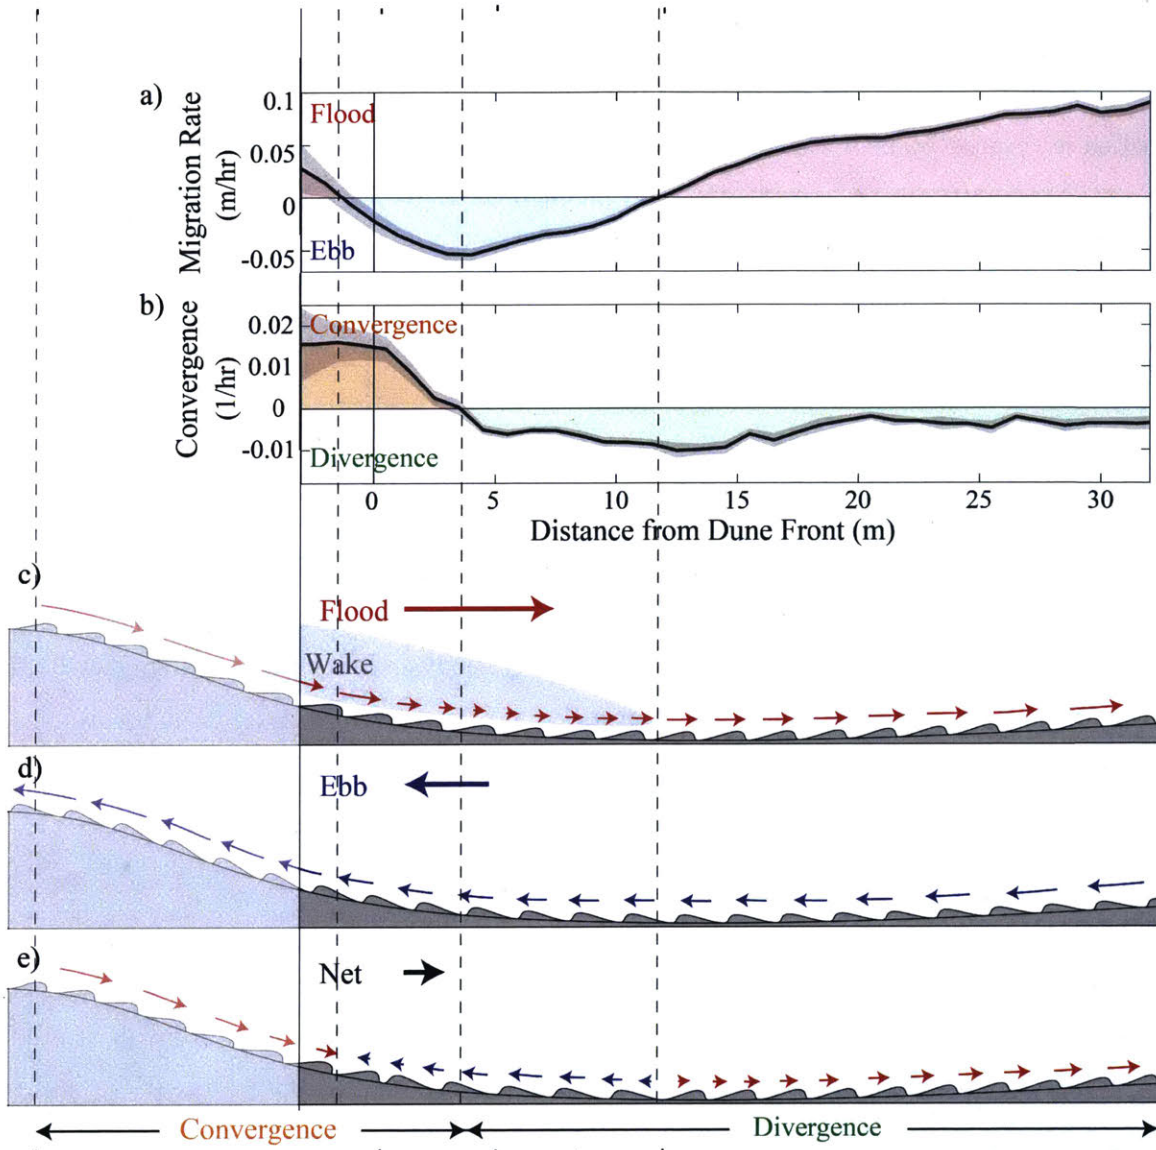 a)
Migration Rate
(m/hr)
0.1
0.05
0
-0.05
Flood
Ebb
b)
Convergence
(1/hr)
0.02
0.01
0
-0.01
Convergence
Divergence
0 5 10 15 20 25 30
Distance from Dune Front (m)
c)
Flood
Wake
d)
Ebb
e)
Net
Convergence
Divergence